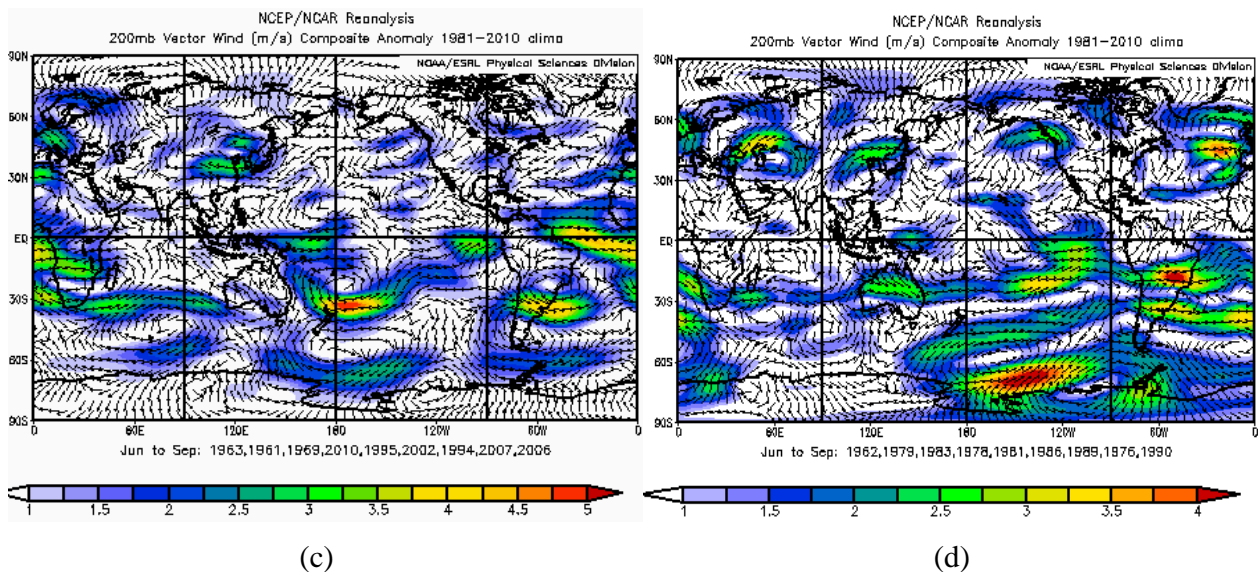 NCEP/NCAR Reanalysis
200mb Vector Wind (m/s) Composite Anomaly 1981-2010 clima
NOAA/ESRL Physical Sciences Division
90N
60N
30N
EQ
30S
60S
90S
0
60E
120E
180
120W
60W
0
Jun to Sep: 1963,1961,1969,2010,1995,2002,1994,2007,2006
1
1.5
2
2.5
3
3.5
4
4.5
5
(c)
NCEP/NCAR Reanalysis
200mb Vector Wind (m/s) Composite Anomaly 1981-2010 clima
NOAA/ESRL Physical Sciences Division
90N
60N
30N
EQ
30S
60S
90S
0
60E
120E
180
120W
60W
0
Jun to Sep: 1962,1979,1983,1978,1981,1986,1989,1976,1990
1
1.5
2
2.5
3
3.5
4
(d)